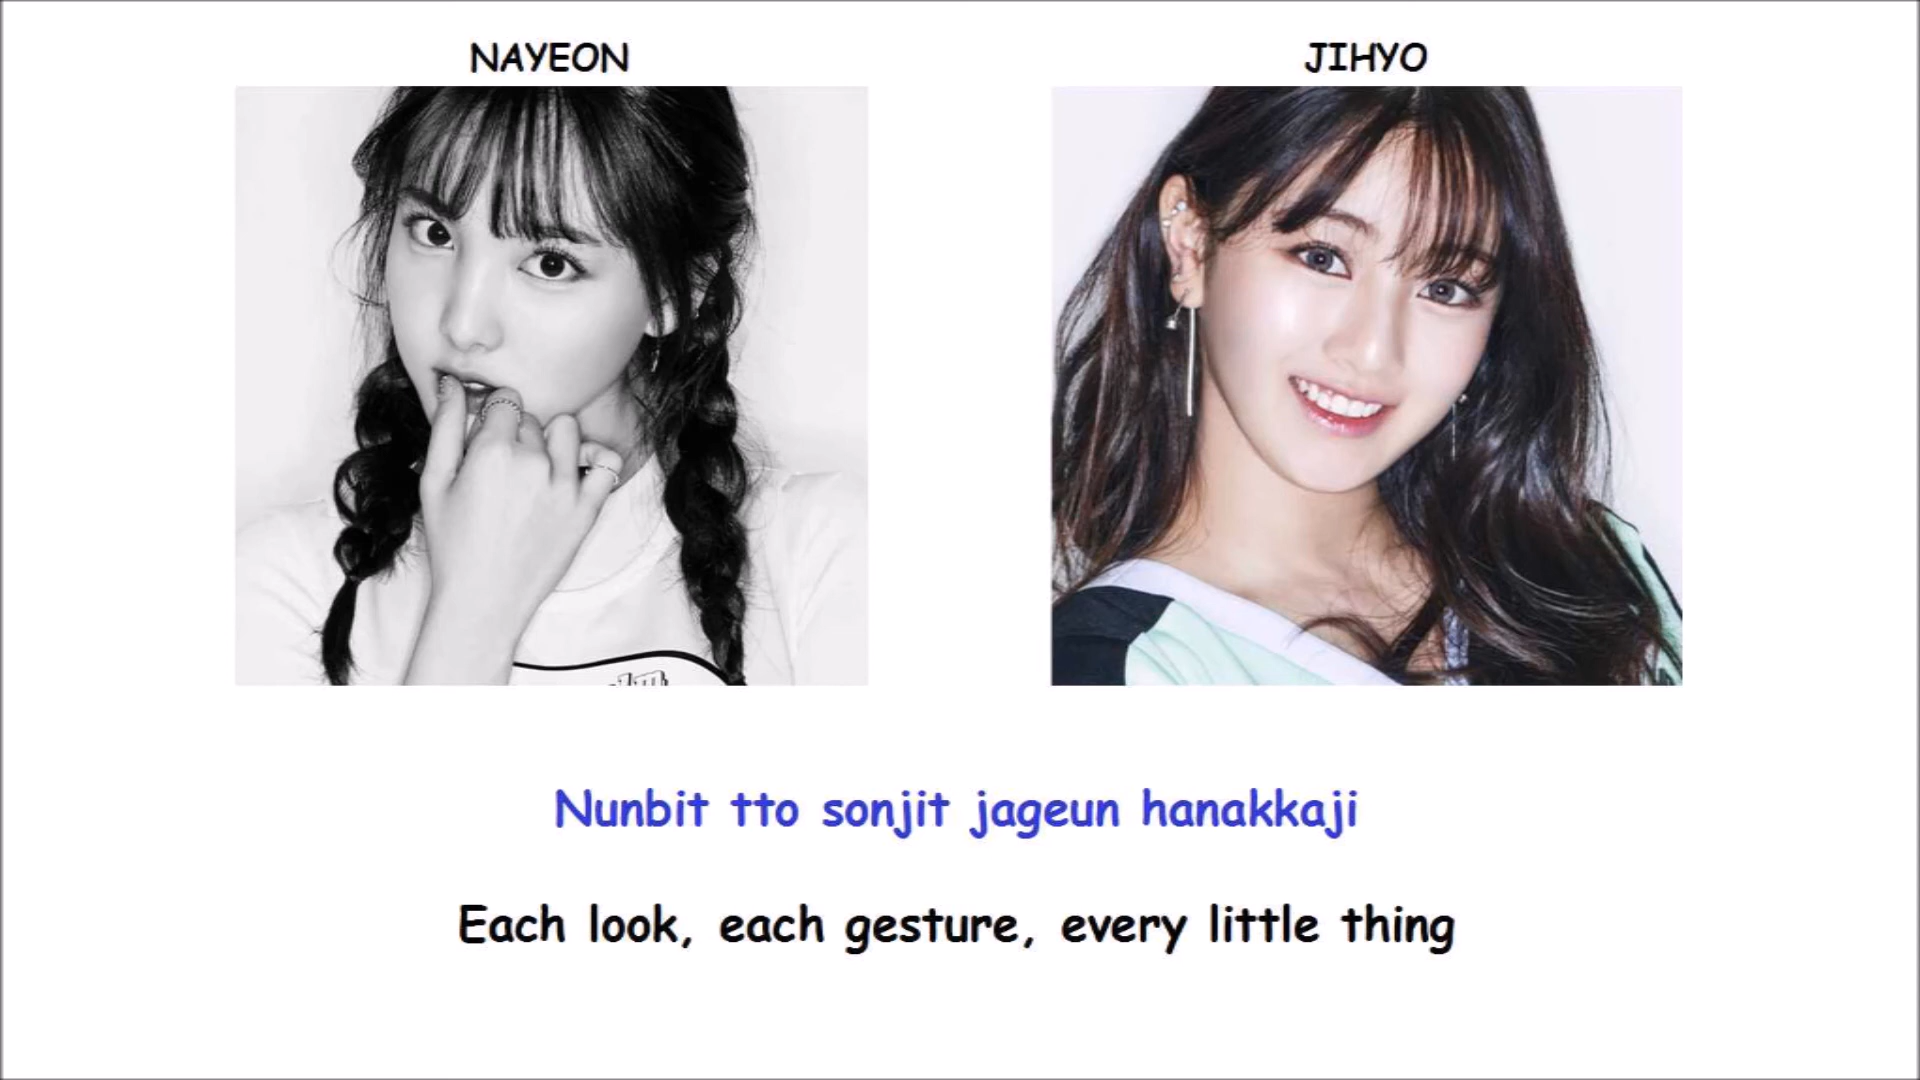 NAYEON
JIHYO
Nunbit tto sonjit jageun hanakkaji
Each look, each gesture, every little thing